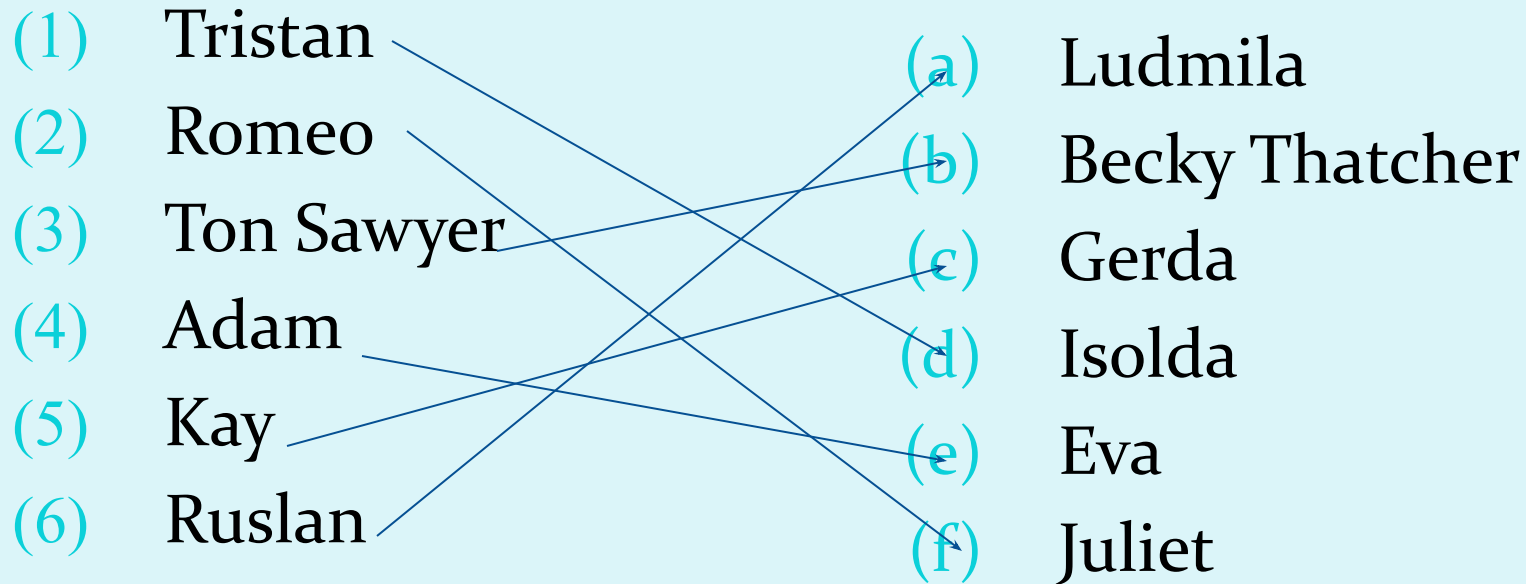 (1) Tristan
(2) Romeo
(3) Ton Sawyer
(4) Adam
(5) Kay
(6) Ruslan
(a) Ludmila
(b) Becky Thatcher
(c) Gerda
(d) Isolda
(e) Eva
(f) Juliet